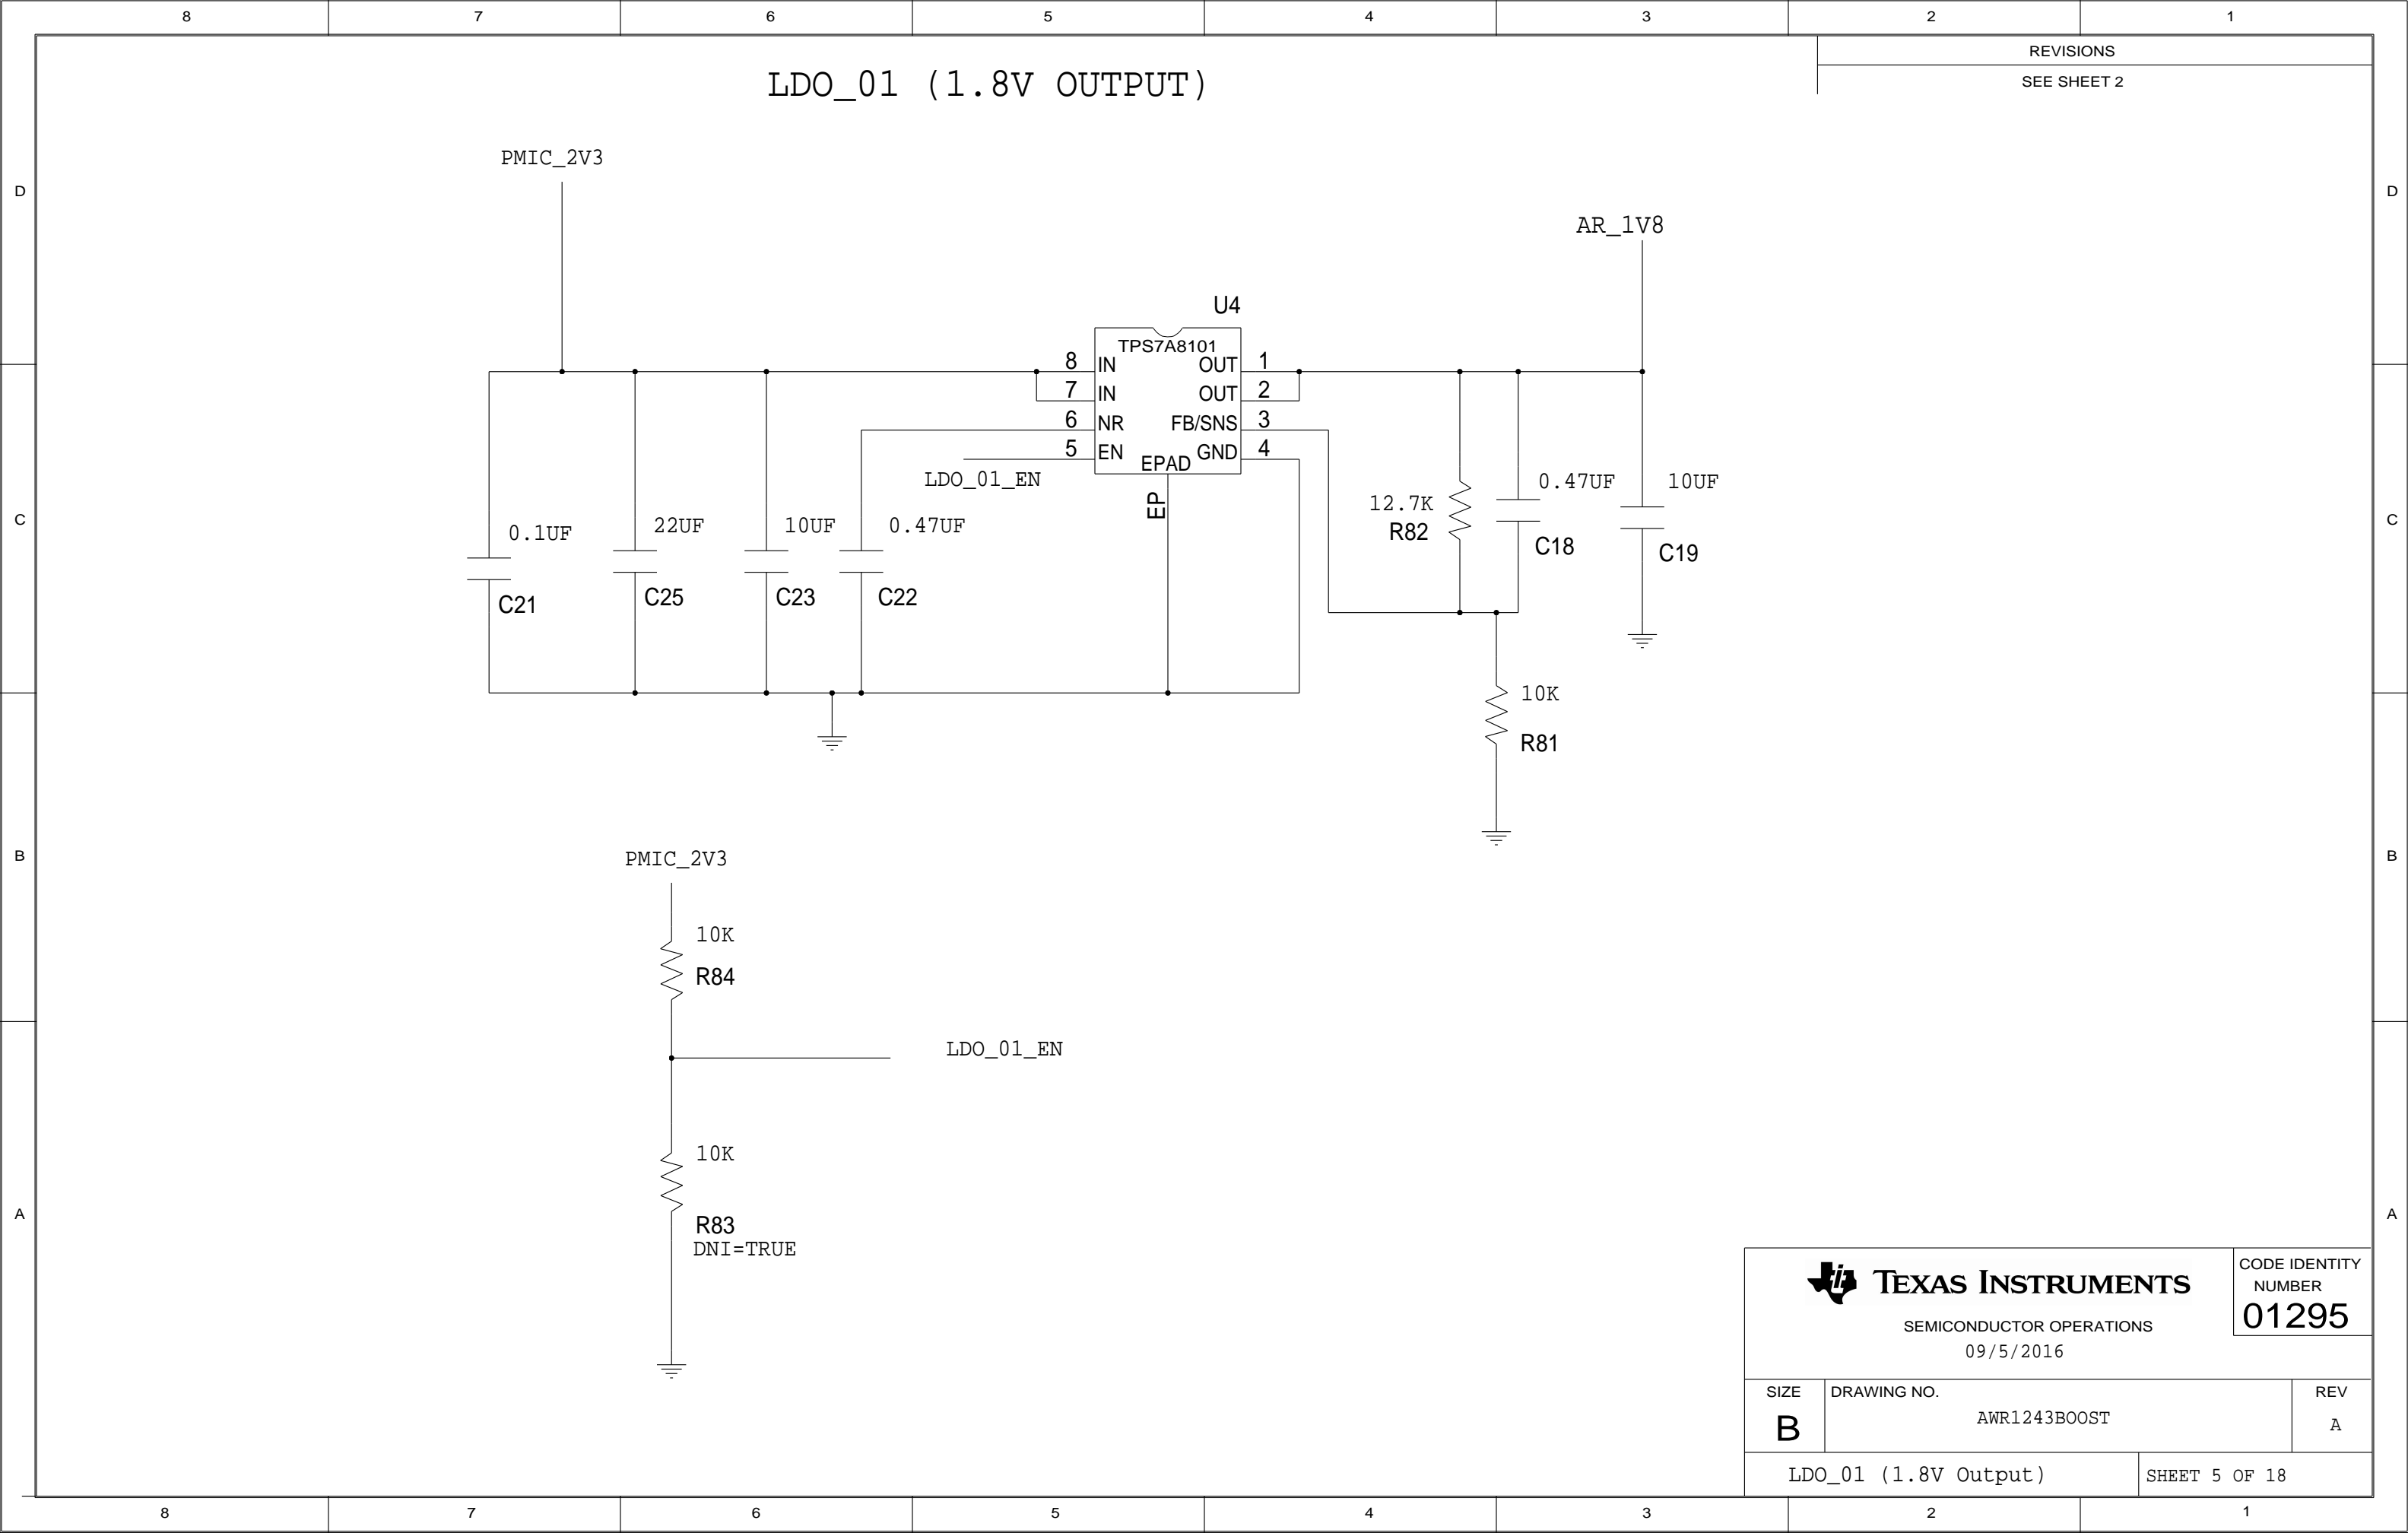 8 7 6 5 4 3 2 1
REVISIONS
SEE SHEET 2
LDO_01 (1.8V OUTPUT)
PMIC_2V3
D
D
AR_1V8
U4
TPS7A8101
8 IN OUT 1
7 IN OUT 2
6 NR FB/SNS 3
5 EN GND 4
EPAD
LDO_01_EN
EP
0.47UF 10UF
12.7K
R82
C18
C19
C
C
0.1UF
22UF
10UF
0.47UF
C21
C25
C23
C22
10K
R81
B
B
PMIC_2V3
10K
R84
LDO_01_EN
10K
R83
DNI=TRUE
A
A
TEXAS INSTRUMENTS
SEMICONDUCTOR OPERATIONS
09/5/2016
CODE IDENTITY
NUMBER
01295
SIZE
B
DRAWING NO.
AWR1243BOOST
REV
A
LDO_01 (1.8V Output)
SHEET 5 OF 18
8 7 6 5 4 3 2 1